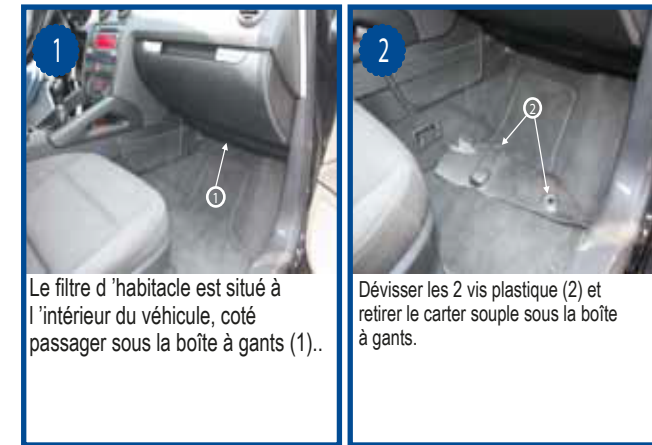 1
1
Le filtre d 'habitacle est situé à
l 'intérieur du véhicule, coté
passager sous la boîte à gants (1)..
2
2
Dévisser les 2 vis plastique (2) et
retirer le carter souple sous la boîte
à gants.